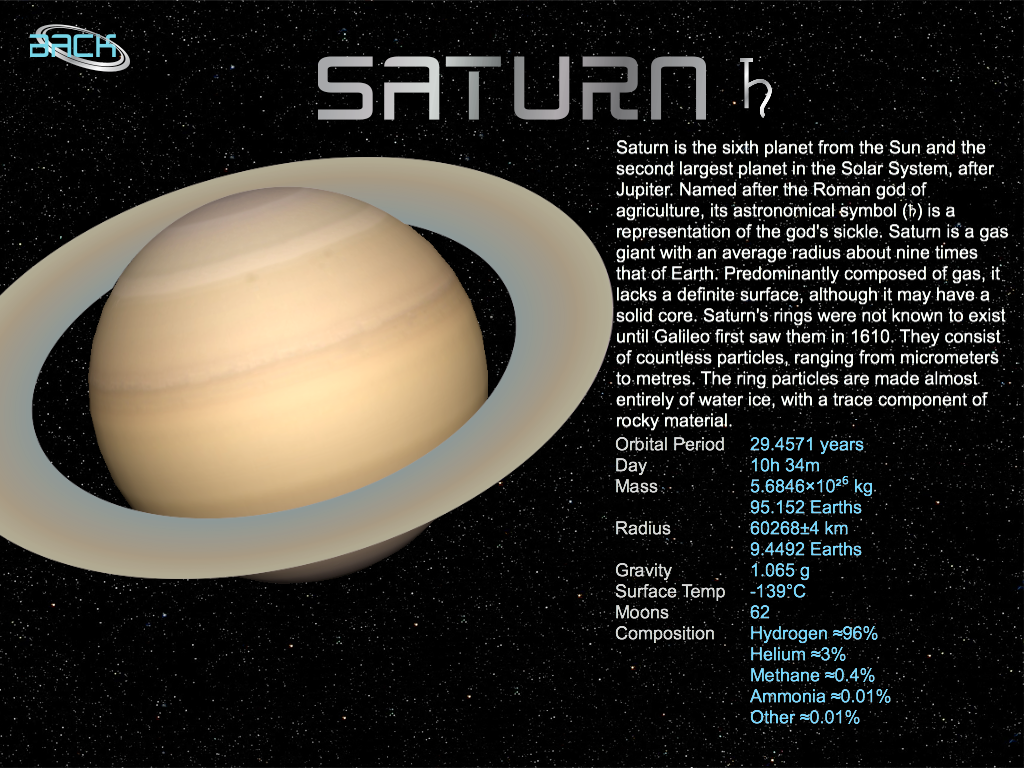 BACK
SATURN ♄
Saturn is the sixth planet from the Sun and the
second largest planet in the Solar System, after
Jupiter. Named after the Roman god of
agriculture, its astronomical symbol (♄) is a
representation of the god's sickle. Saturn is a gas
giant with an average radius about nine times
that of Earth. Predominantly composed of gas, it
lacks a definite surface, although it may have a
solid core. Saturn's rings were not known to exist
until Galileo first saw them in 1610. They consist
of countless particles, ranging from micrometers
to metres. The ring particles are made almost
entirely of water ice, with a trace component of
rocky material.
Orbital Period 29.4571 years
Day 10h 34m
Mass 5.6846×10²⁶ kg
95.152 Earths
Radius 60268±4 km
9.4492 Earths
Gravity 1.065 g
Surface Temp -139°C
Moons 62
Composition Hydrogen ≈96%
Helium ≈3%
Methane ≈0.4%
Ammonia ≈0.01%
Other ≈0.01%